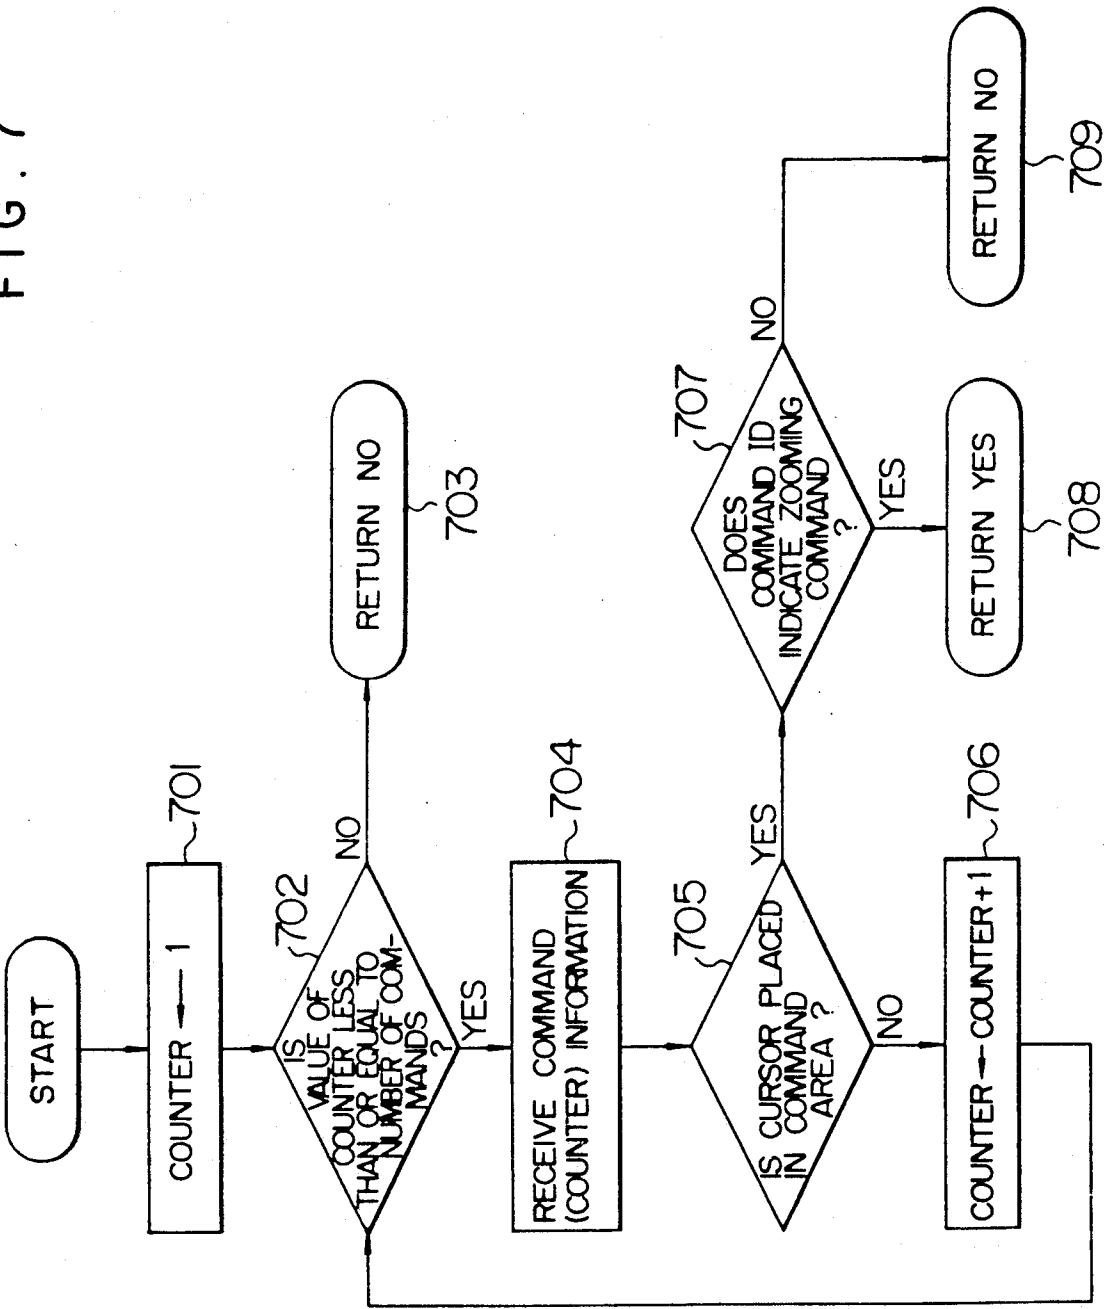 FIG. 7
START
COUNTER ← 1
701
IS
VALUE OF
COUNTER LESS
THAN OR EQUAL TO
NUMBER OF COM-
MANDS
?
702
NO
RETURN NO
703
YES
RECEIVE COMMAND
(COUNTER) INFORMATION
704
IS CURSOR PLACED
IN COMMAND
AREA ?
705
YES
NO
COUNTER ← COUNTER+1
706
DOES
COMMAND ID
INDICATE ZOOMING
COMMAND
?
707
NO
YES
RETURN YES
708
RETURN NO
709